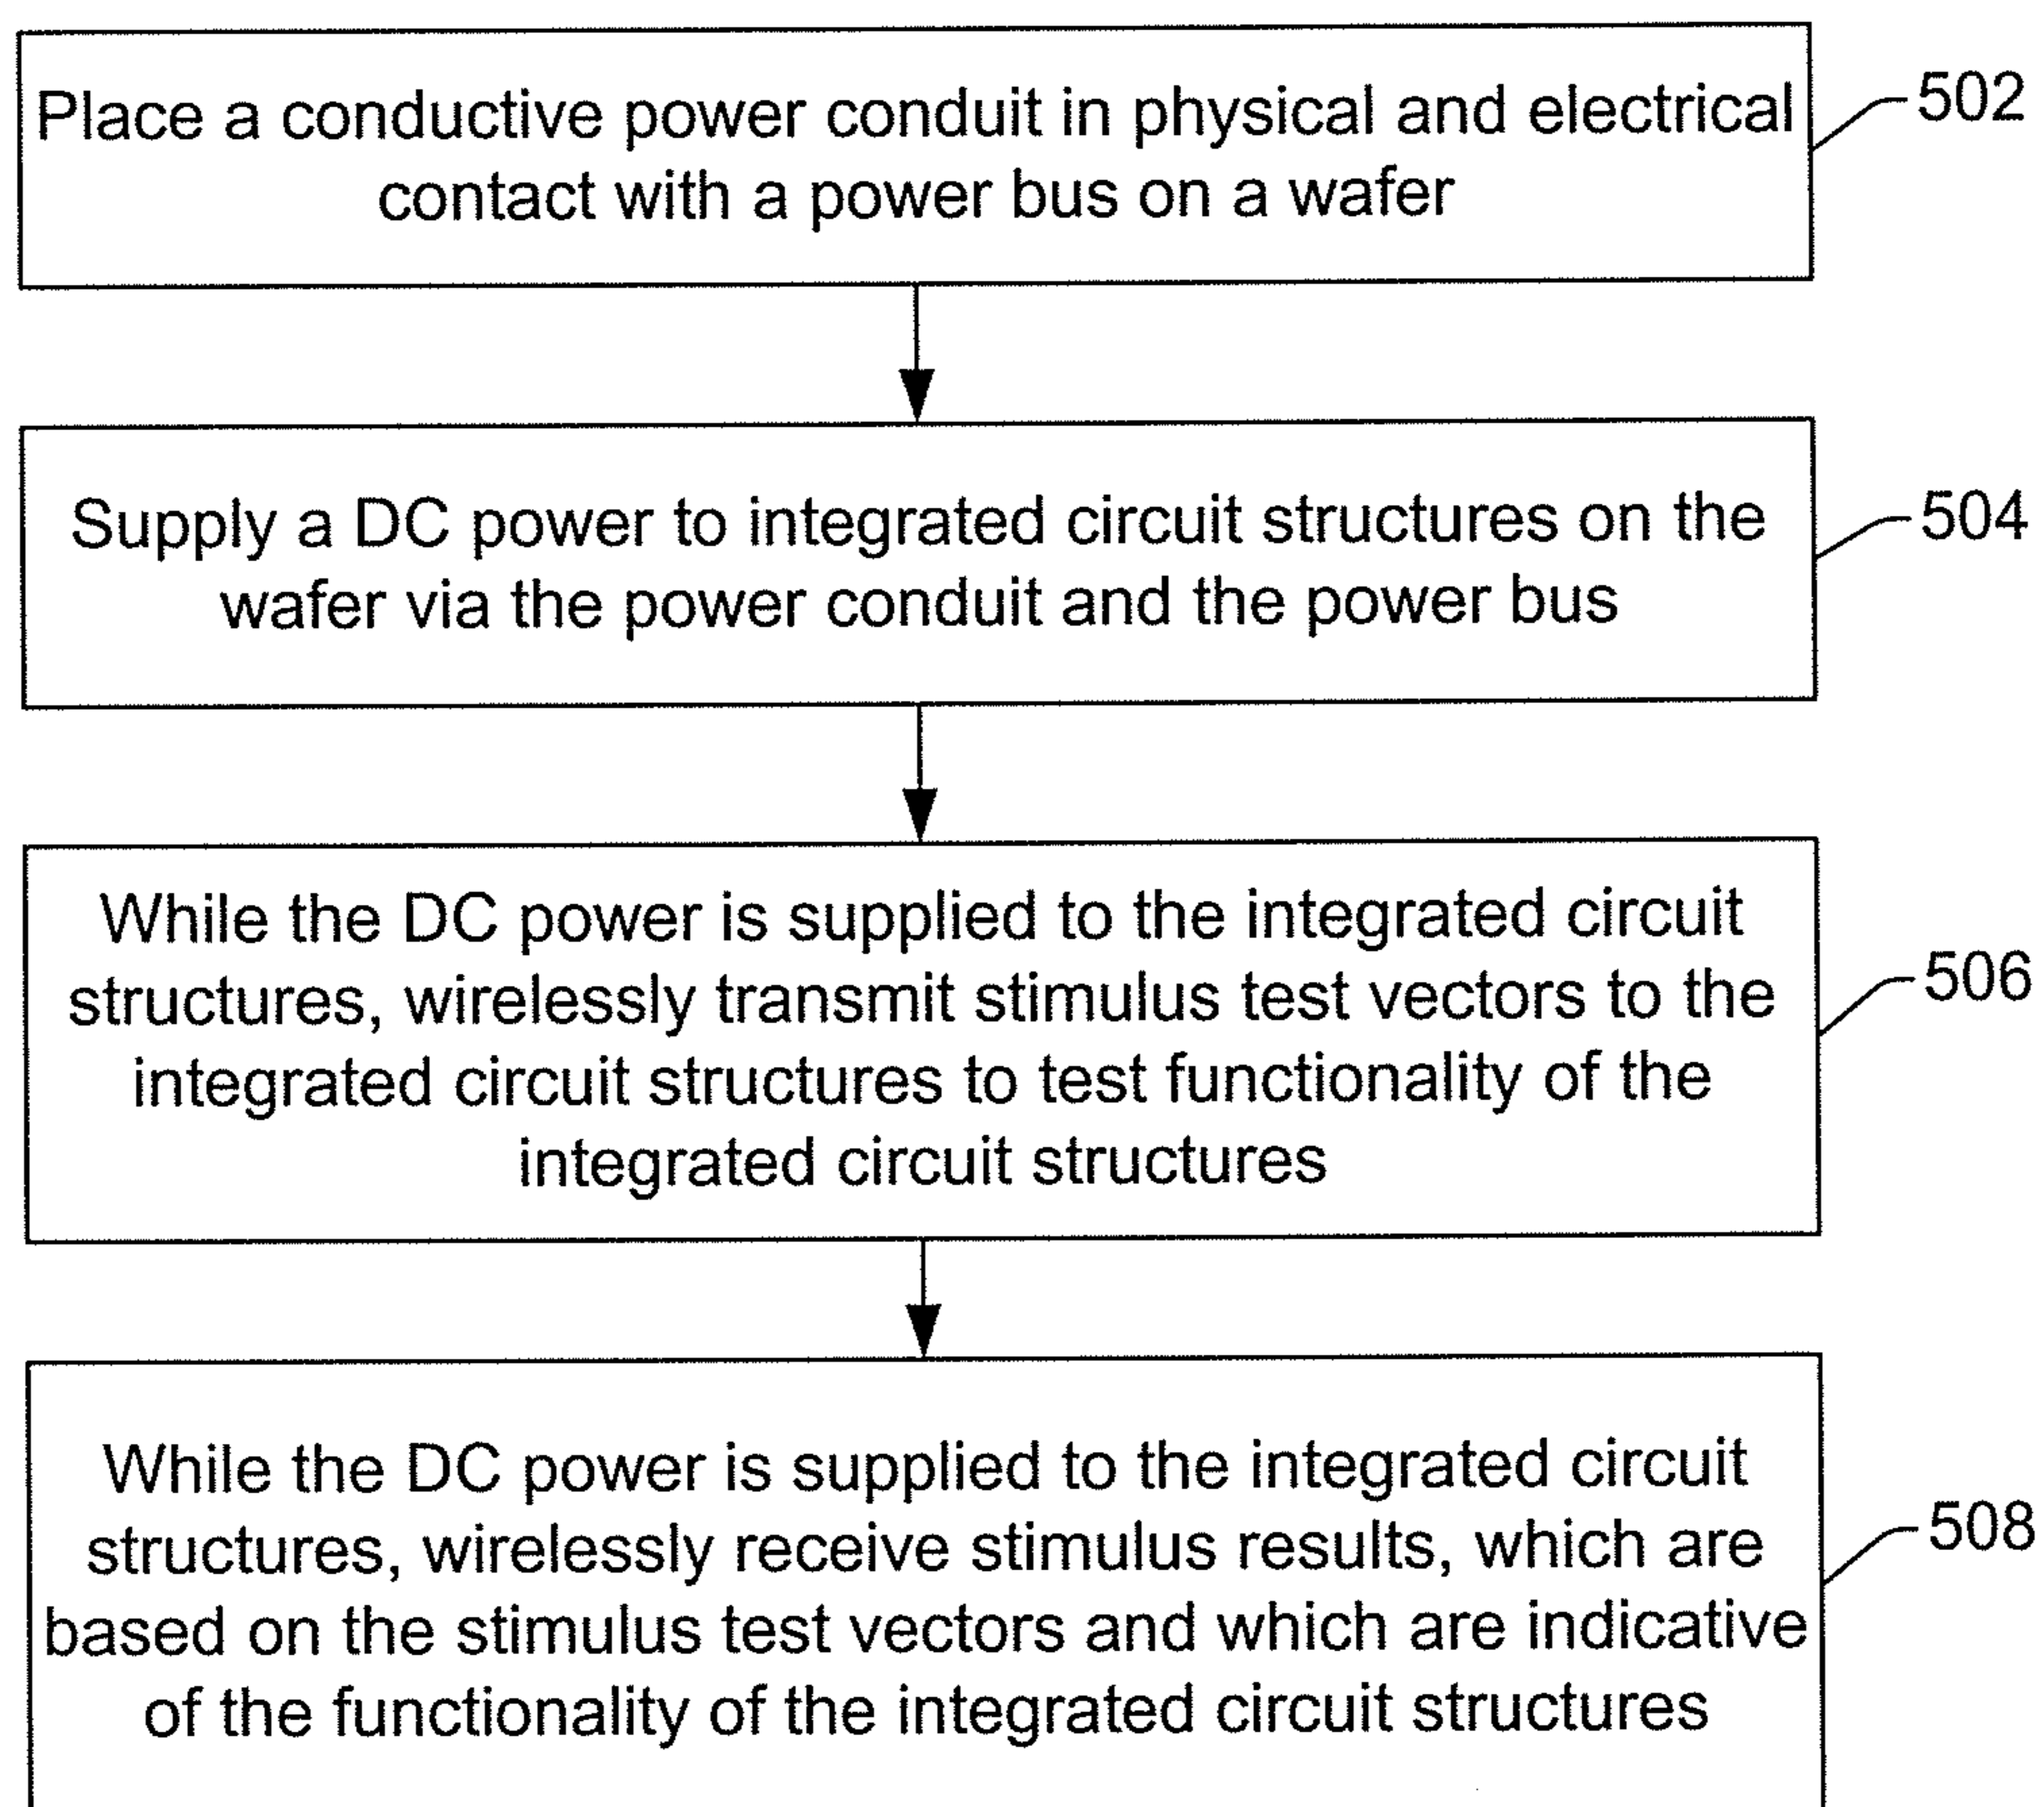 Place a conductive power conduit in physical and electrical
contact with a power bus on a wafer
502
Supply a DC power to integrated circuit structures on the
wafer via the power conduit and the power bus
504
While the DC power is supplied to the integrated circuit
structures, wirelessly transmit stimulus test vectors to the
integrated circuit structures to test functionality of the
integrated circuit structures
506
While the DC power is supplied to the integrated circuit
structures, wirelessly receive stimulus results, which are
based on the stimulus test vectors and which are indicative
of the functionality of the integrated circuit structures
508